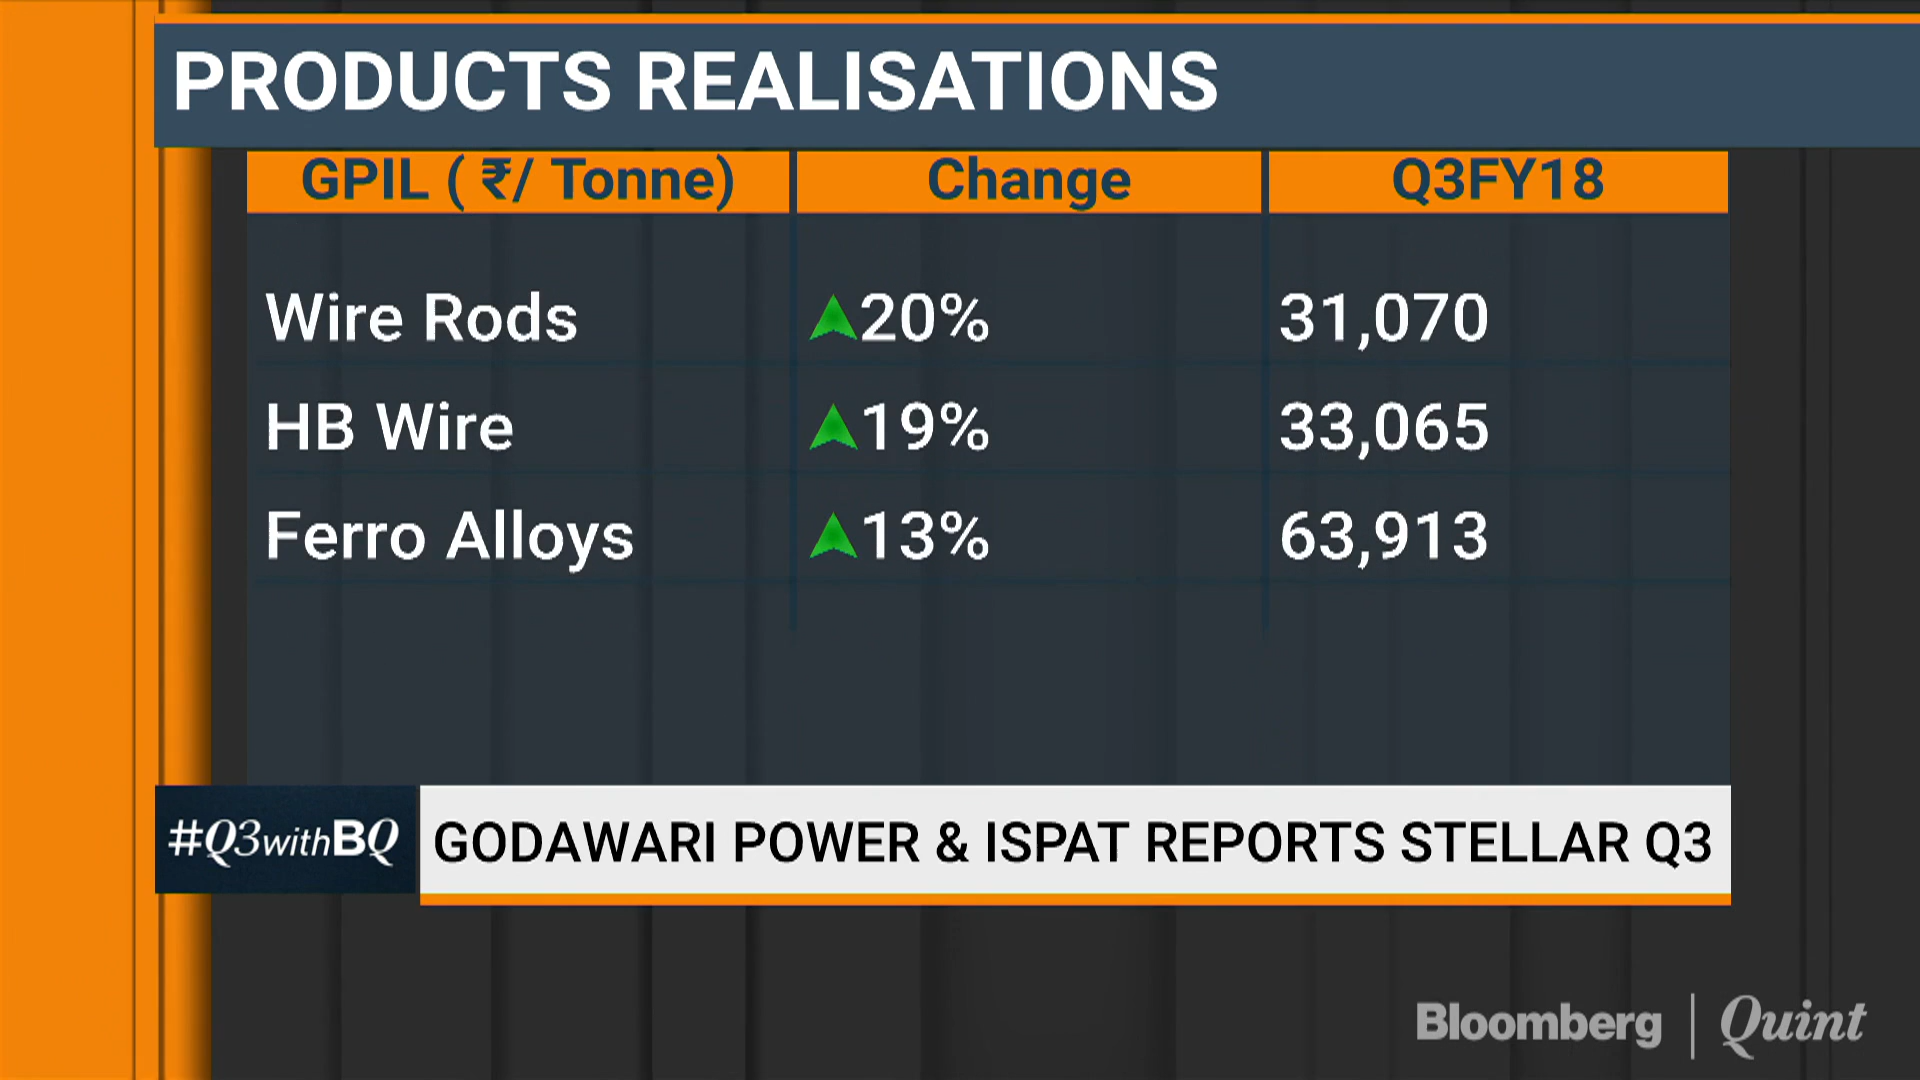 PRODUCTS REALISATIONS
GPIL ( ₹/ Tonne) Change Q3FY18
Wire Rods 20% 31,070
HB Wire 19% 33,065
Ferro Alloys 13% 63,913
#Q3withBQ GODAWARI POWER & ISPAT REPORTS STELLAR Q3
Bloomberg | Quint